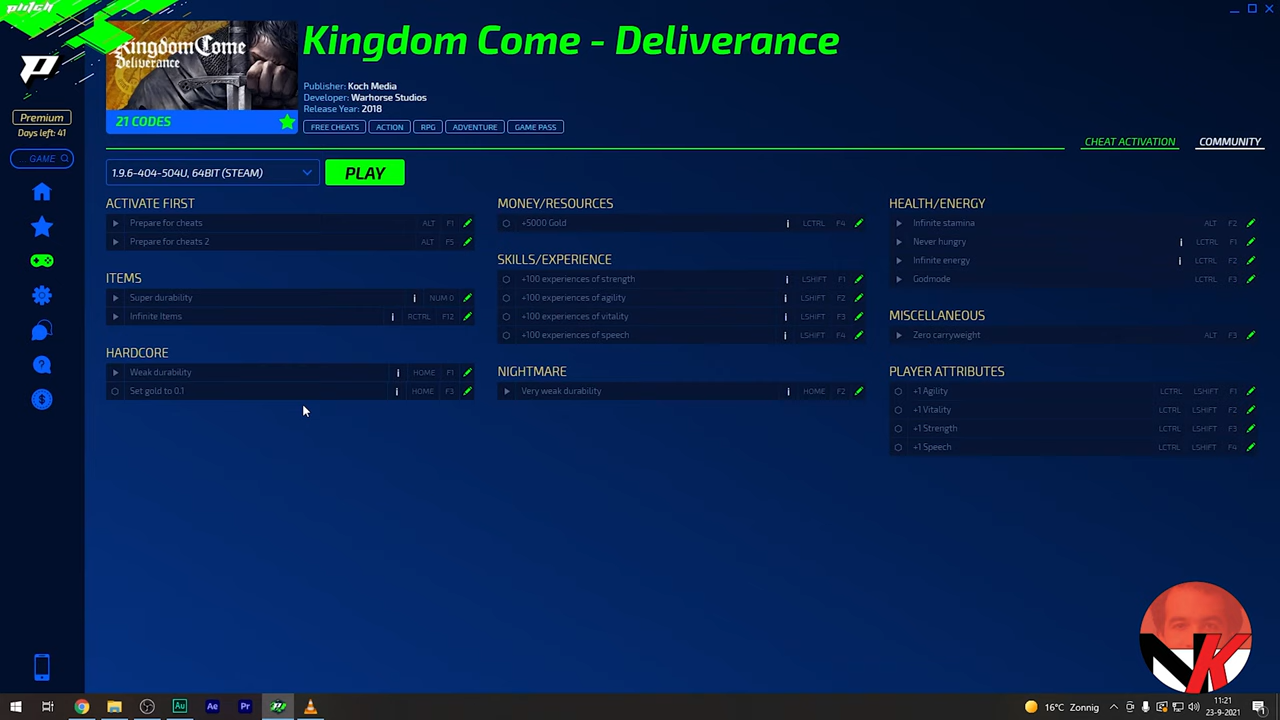 plitch
Kingdom Come
Deliverance
21 CODES
Kingdom Come - Deliverance
Publisher: Koch Media
Developer: Warhorse Studios
Release Year: 2018
FREE CHEATS
ACTION
RPG
ADVENTURE
GAME PASS
Premium
Days left: 41
... GAME
CHEAT ACTIVATION
COMMUNITY
1.9.6-404-504U, 64BIT (STEAM)
PLAY
ACTIVATE FIRST
Prepare for cheats ALT F1
Prepare for cheats 2 ALT F5
ITEMS
Super durability NUM 0
Infinite Items RCTRL F12
HARDCORE
Weak durability HOME F1
Set gold to 0.1 HOME F3
MONEY/RESOURCES
+5000 Gold LCTRL F4
SKILLS/EXPERIENCE
+100 experiences of strength LSHIFT F1
+100 experiences of agility LSHIFT F2
+100 experiences of vitality LSHIFT F3
+100 experiences of speech LSHIFT F4
NIGHTMARE
Very weak durability HOME F2
HEALTH/ENERGY
Infinite stamina ALT F2
Never hungry LCTRL F1
Infinite energy LCTRL F2
Godmode LCTRL F3
MISCELLANEOUS
Zero carryweight ALT F3
PLAYER ATTRIBUTES
+1 Agility LCTRL LSHIFT F1
+1 Vitality LCTRL LSHIFT F2
+1 Strength LCTRL LSHIFT F3
+1 Speech LCTRL LSHIFT F4
NK
Au
Ae
Pr
16°C Zonnig
11:21
23-9-2021